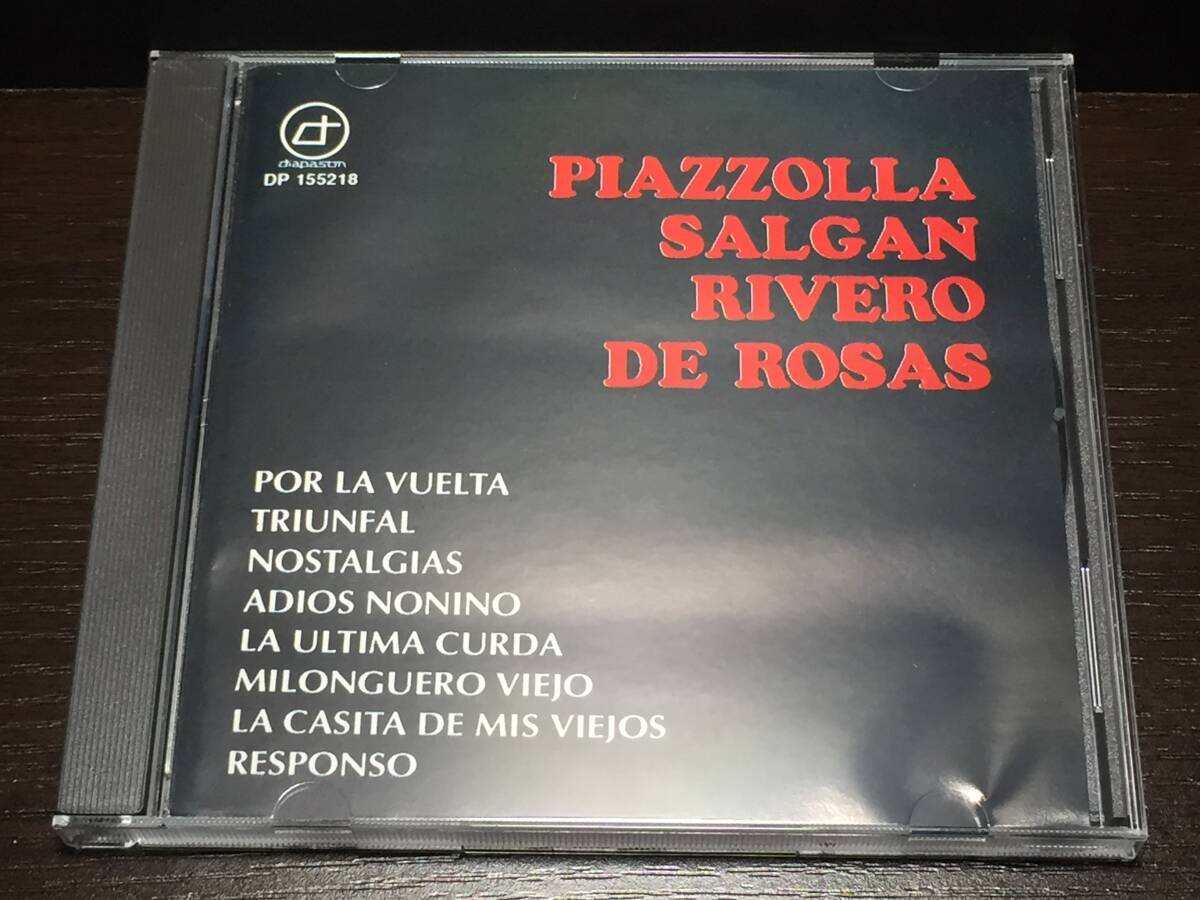 diapason
DP 155218
PIAZZOLLA
SALGAN
RIVERO
DE ROSAS
POR LA VUELTA
TRIUNFAL
NOSTALGIAS
ADIOS NONINO
LA ULTIMA CURDA
MILONGUERO VIEJO
LA CASITA DE MIS VIEJOS
RESPONSO